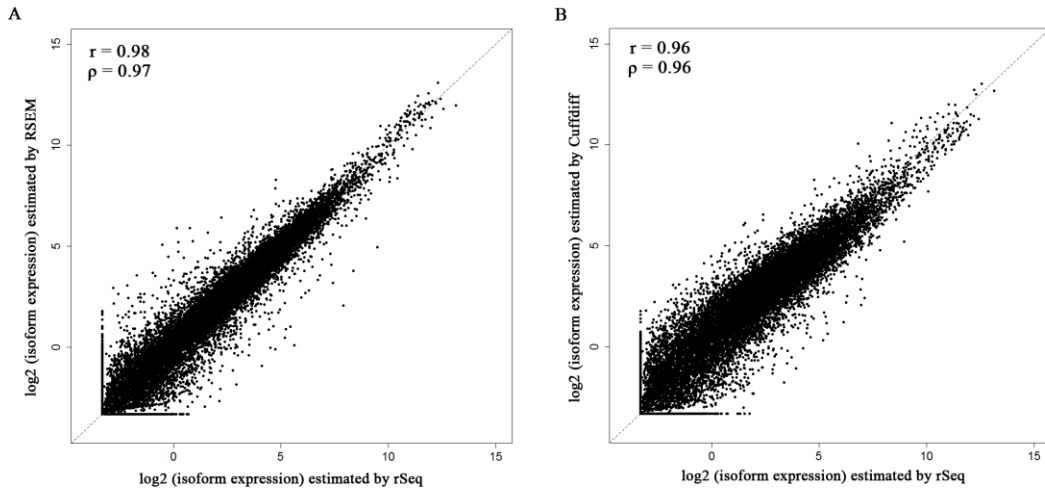 A
r = 0.98
ρ = 0.97
15
10
5
0
log2 (isoform expression) estimated by RSEM
0
5
10
15
log2 (isoform expression) estimated by rSeq
B
r = 0.96
ρ = 0.96
15
10
5
0
log2 (isoform expression) estimated by Cuffdiff
0
5
10
15
log2 (isoform expression) estimated by rSeq